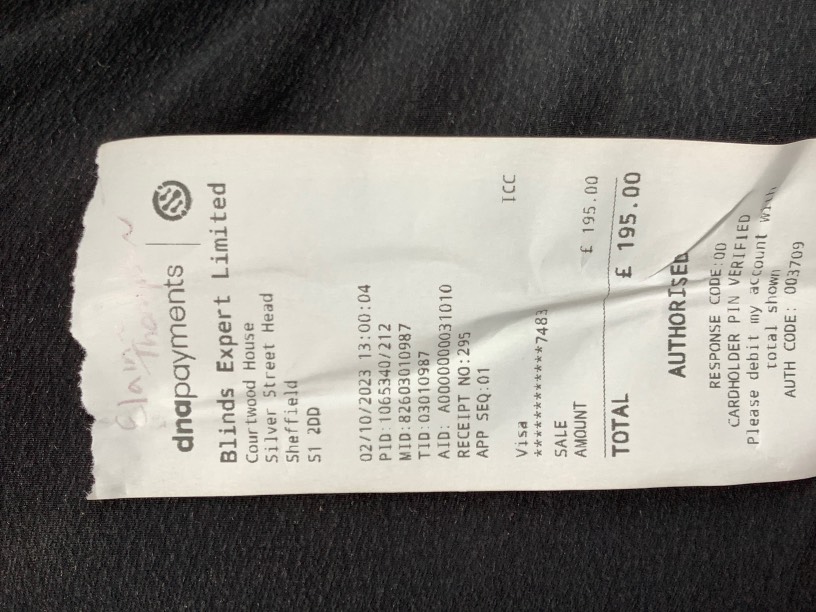 dnapayments
Blinds Expert Limited
Courtwood House
Silver Street Head
Sheffield
S1 2DD
02/10/2023 13:00:04
PID:1065340/212
MID:82603010987
TID:03010987
AID: A0000000031010
RECEIPT NO:295
APP SEQ:01
ICC
Visa
************7483
SALE
AMOUNT £ 195.00
TOTAL £ 195.00
AUTHORISED
RESPONSE CODE:00
CARDHOLDER PIN VERIFIED
Please debit my account with
total shown
AUTH CODE: 003709